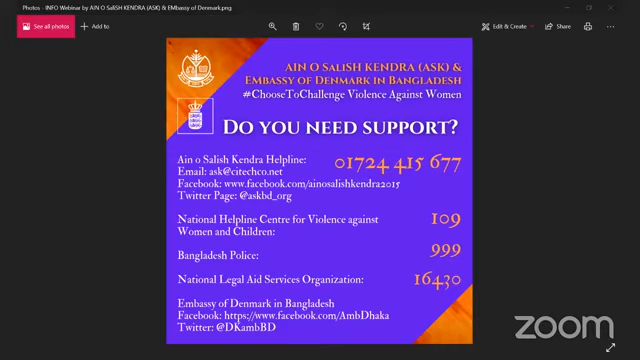 Photos - INFO Webinar by AIN O SaliSH KENDRA (ASK) & EMbassy of Denmark.png
See all photos
Add to
Edit & Create
Share
AIN O SALISH KENDRA (ASK) &
EMBASSY OF DENMARK IN BANGLADESH
#ChooseToChallenge Violence Against Women
DO YOU NEED SUPPORT?
Ain o Salish Kendra Helpline: 01724 415 677
Email: ask@citechco.net
Facebook: www.facebook.com/ainosalishkendra2015
Twitter Page: @askbd_org
National Helpline Centre for Violence against 109
Women and Children:
Bangladesh Police: 999
National Legal Aid Services Organization: 16430
Embassy of Denmark in Bangladesh
Facebook: https://www.facebook.com/AmbDhaka
Twitter: @DKambBD
zoom